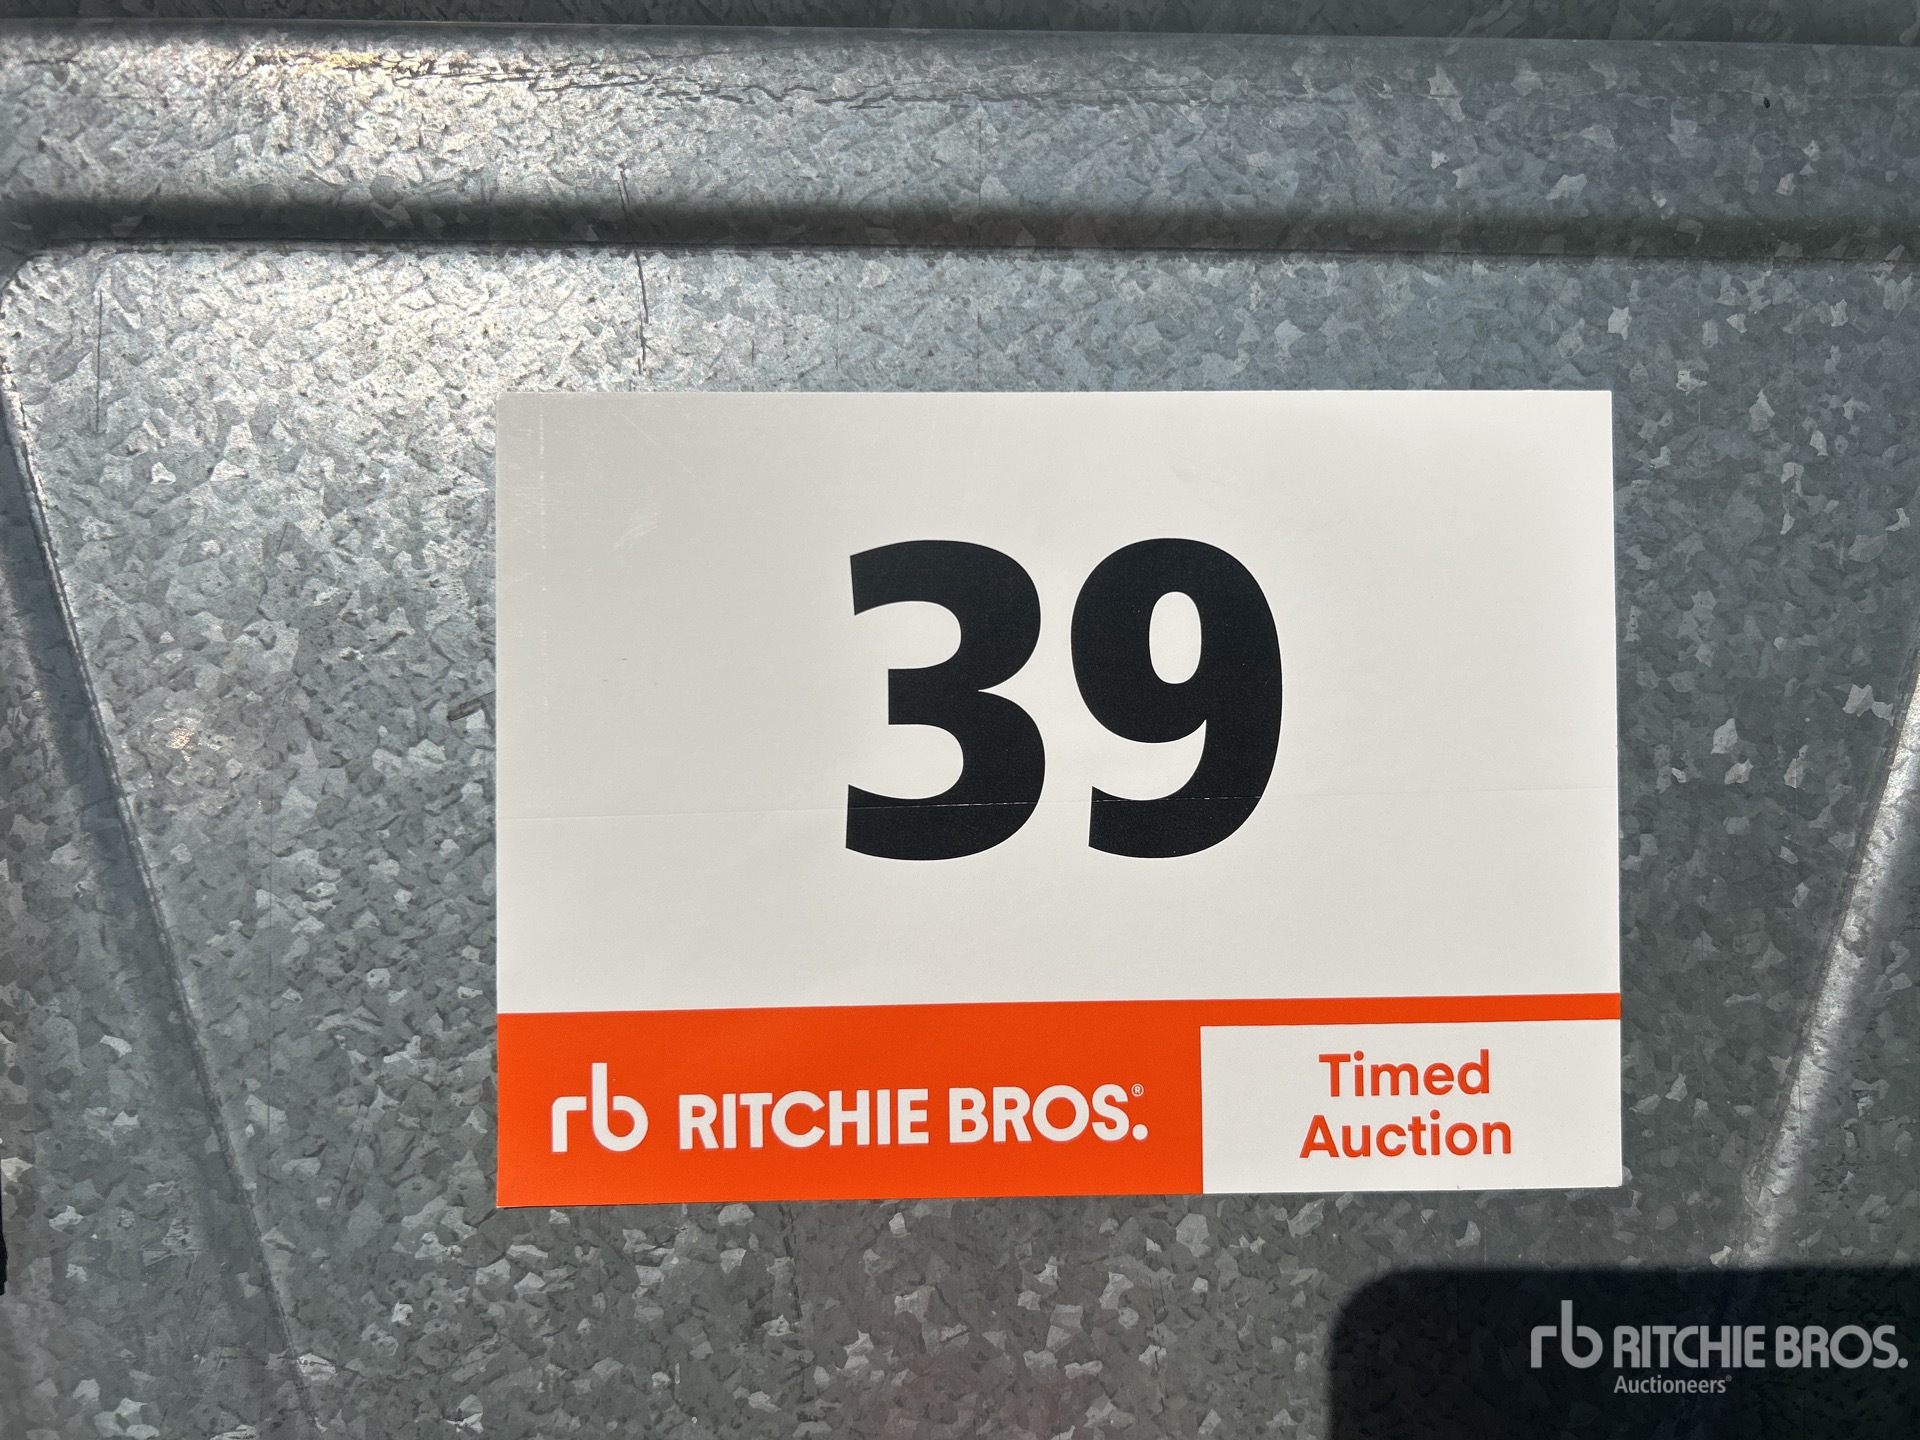 39
rb RITCHIE BROS.®
Timed
Auction
rb RITCHIE BROS.
Auctioneers®